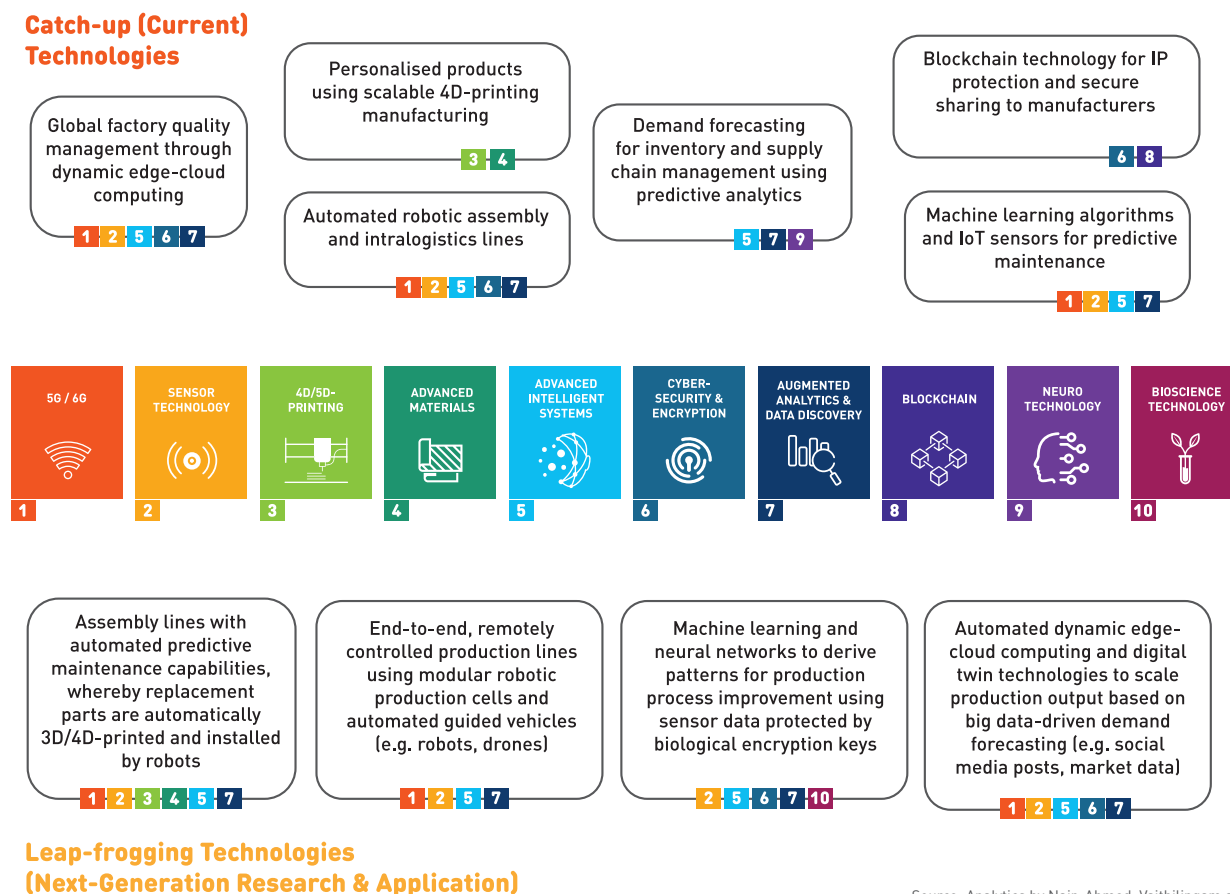 Catch-up (Current)
Technologies
Global factory quality
management through
dynamic edge-cloud
computing
1 2 5 6 7
Personalised products
using scalable 4D-printing
manufacturing
3 4
Automated robotic assembly
and intralogistics lines
1 2 5 6 7
Demand forecasting
for inventory and supply
chain management using
predictive analytics
5 7 9
Blockchain technology for IP
protection and secure
sharing to manufacturers
6 8
Machine learning algorithms
and IoT sensors for predictive
maintenance
1 2 5 7
5G / 6G
1
SENSOR
TECHNOLOGY
2
4D/5D-
PRINTING
3
ADVANCED
MATERIALS
4
ADVANCED
INTELLIGENT
SYSTEMS
5
CYBER-
SECURITY &
ENCRYPTION
6
AUGMENTED
ANALYTICS &
DATA DISCOVERY
7
BLOCKCHAIN
8
NEURO
TECHNOLOGY
9
BIOSCIENCE
TECHNOLOGY
10
Assembly lines with
automated predictive
maintenance capabilities,
whereby replacement
parts are automatically
3D/4D-printed and installed
by robots
1 2 3 4 5 7
End-to-end, remotely
controlled production lines
using modular robotic
production cells and
automated guided vehicles
(e.g. robots, drones)
1 2 5 7
Machine learning and
neural networks to derive
patterns for production
process improvement using
sensor data protected by
biological encryption keys
2 5 6 7 10
Automated dynamic edge-
cloud computing and digital
twin technologies to scale
production output based on
big data-driven demand
forecasting (e.g. social
media posts, market data)
1 2 5 6 7
Leap-frogging Technologies
(Next-Generation Research & Application)